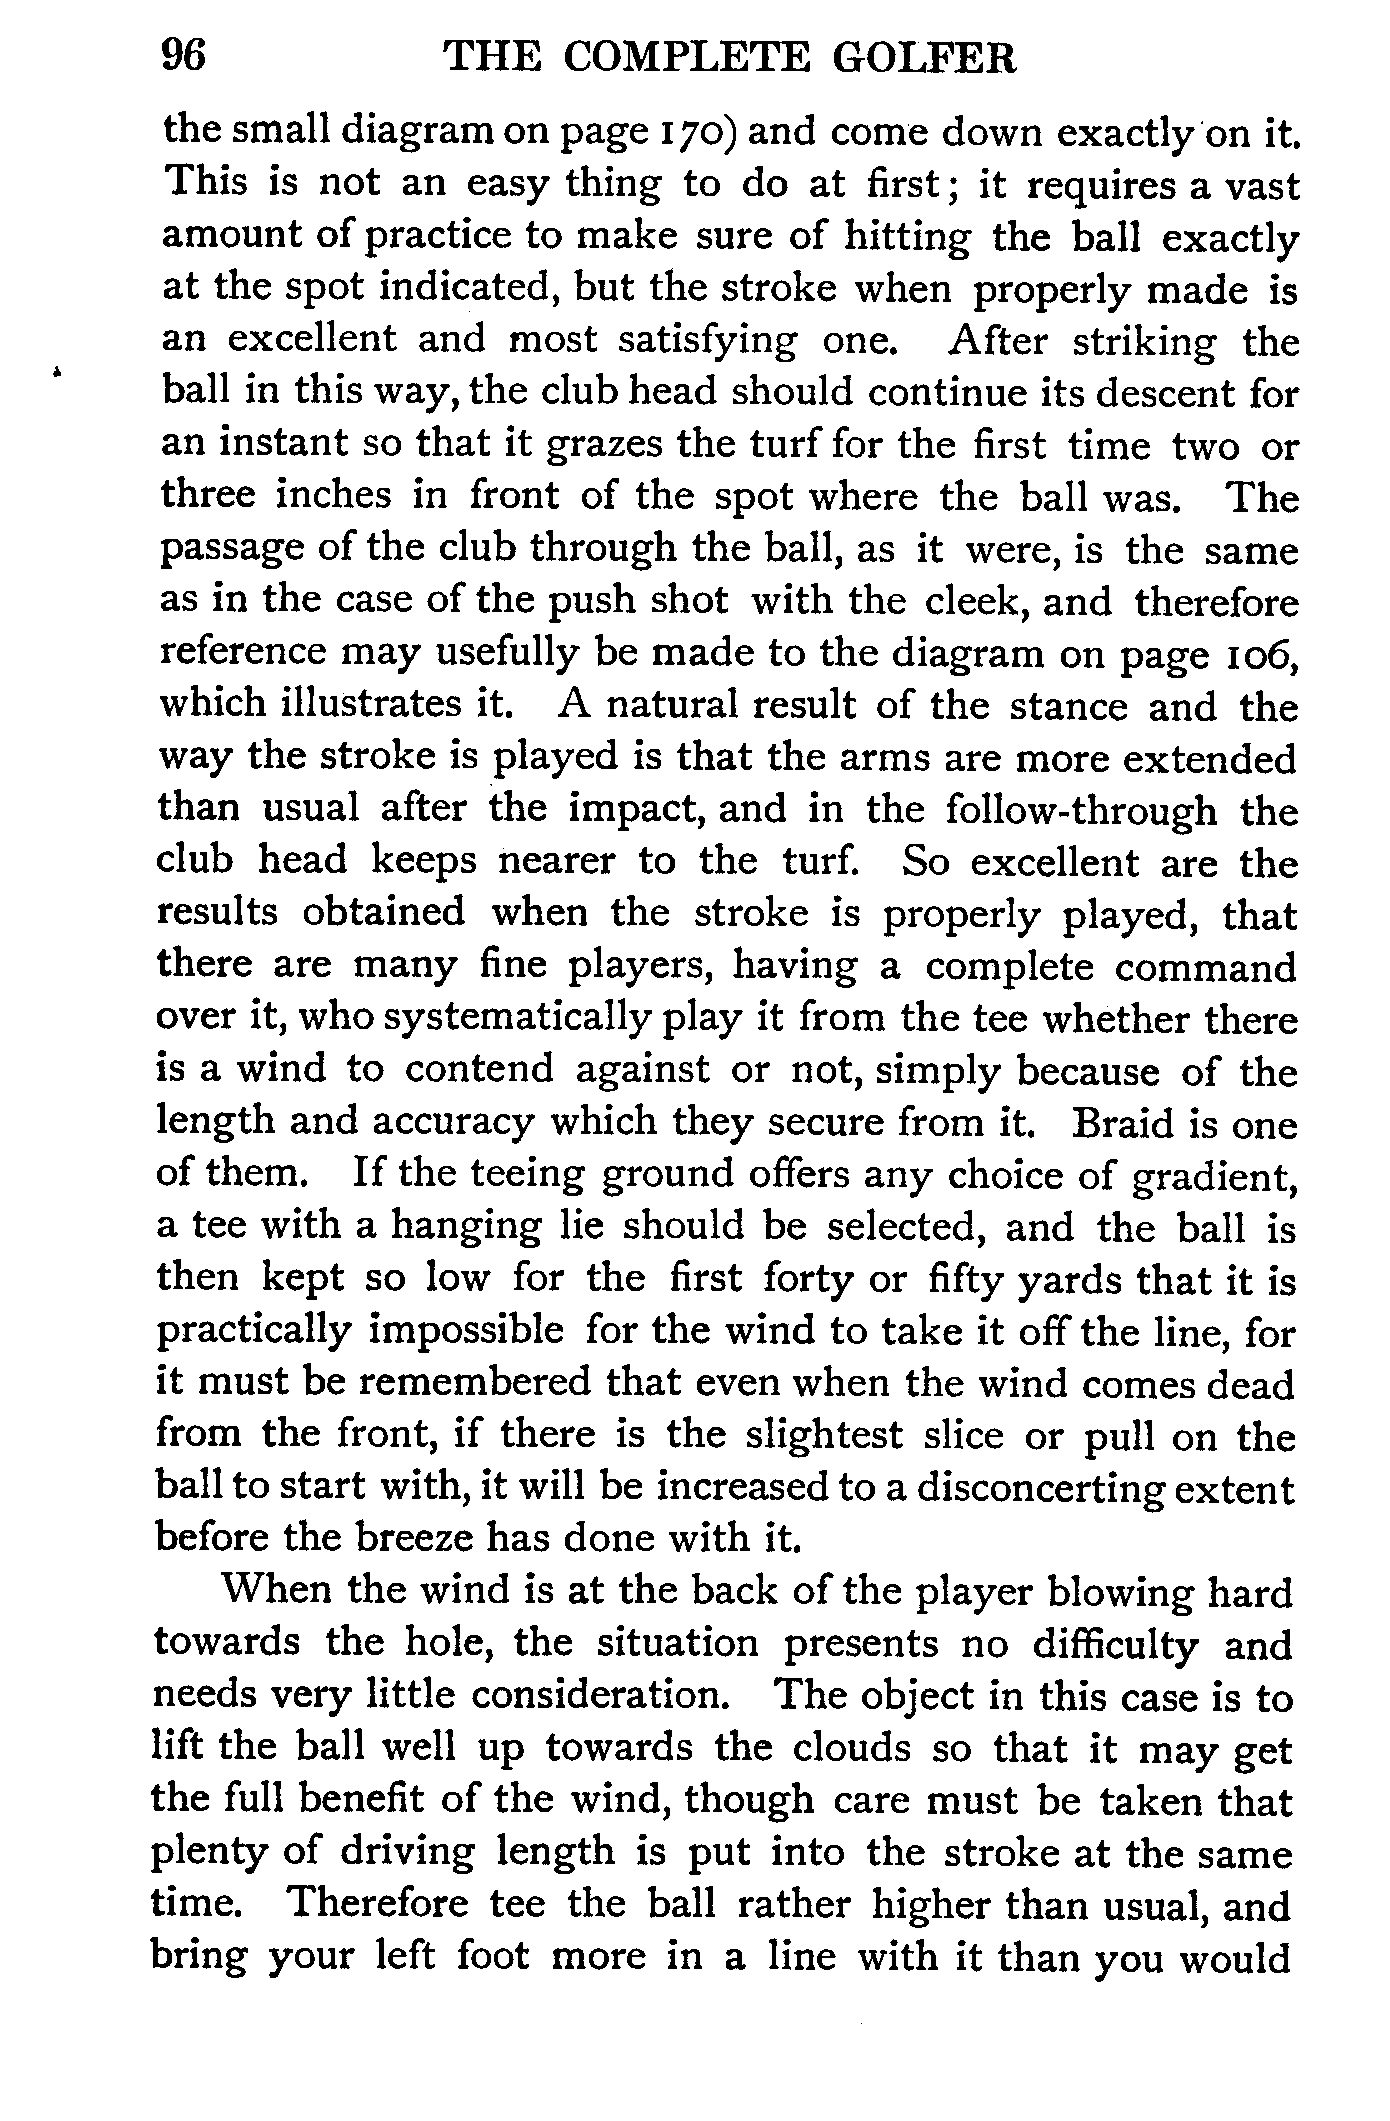 96 THE COMPLETE GOLFER
the small diagram on page 170) and come down exactly on it.
This is not an easy thing to do at first; it requires a vast
amount of practice to make sure of hitting the ball exactly
at the spot indicated, but the stroke when properly made is
an excellent and most satisfying one. After striking the
ball in this way, the club head should continue its descent for
an instant so that it grazes the turf for the first time two or
three inches in front of the spot where the ball was. The
passage of the club through the ball, as it were, is the same
as in the case of the push shot with the cleek, and therefore
reference may usefully be made to the diagram on page 106,
which illustrates it. A natural result of the stance and the
way the stroke is played is that the arms are more extended
than usual after the impact, and in the follow-through the
club head keeps nearer to the turf. So excellent are the
results obtained when the stroke is properly played, that
there are many fine players, having a complete command
over it, who systematically play it from the tee whether there
is a wind to contend against or not, simply because of the
length and accuracy which they secure from it. Braid is one
of them. If the teeing ground offers any choice of gradient,
a tee with a hanging lie should be selected, and the ball is
then kept so low for the first forty or fifty yards that it is
practically impossible for the wind to take it off the line, for
it must be remembered that even when the wind comes dead
from the front, if there is the slightest slice or pull on the
ball to start with, it will be increased to a disconcerting extent
before the breeze has done with it.
When the wind is at the back of the player blowing hard
towards the hole, the situation presents no difficulty and
needs very little consideration. The object in this case is to
lift the ball well up towards the clouds so that it may get
the full benefit of the wind, though care must be taken that
plenty of driving length is put into the stroke at the same
time. Therefore tee the ball rather higher than usual, and
bring your left foot more in a line with it than you would